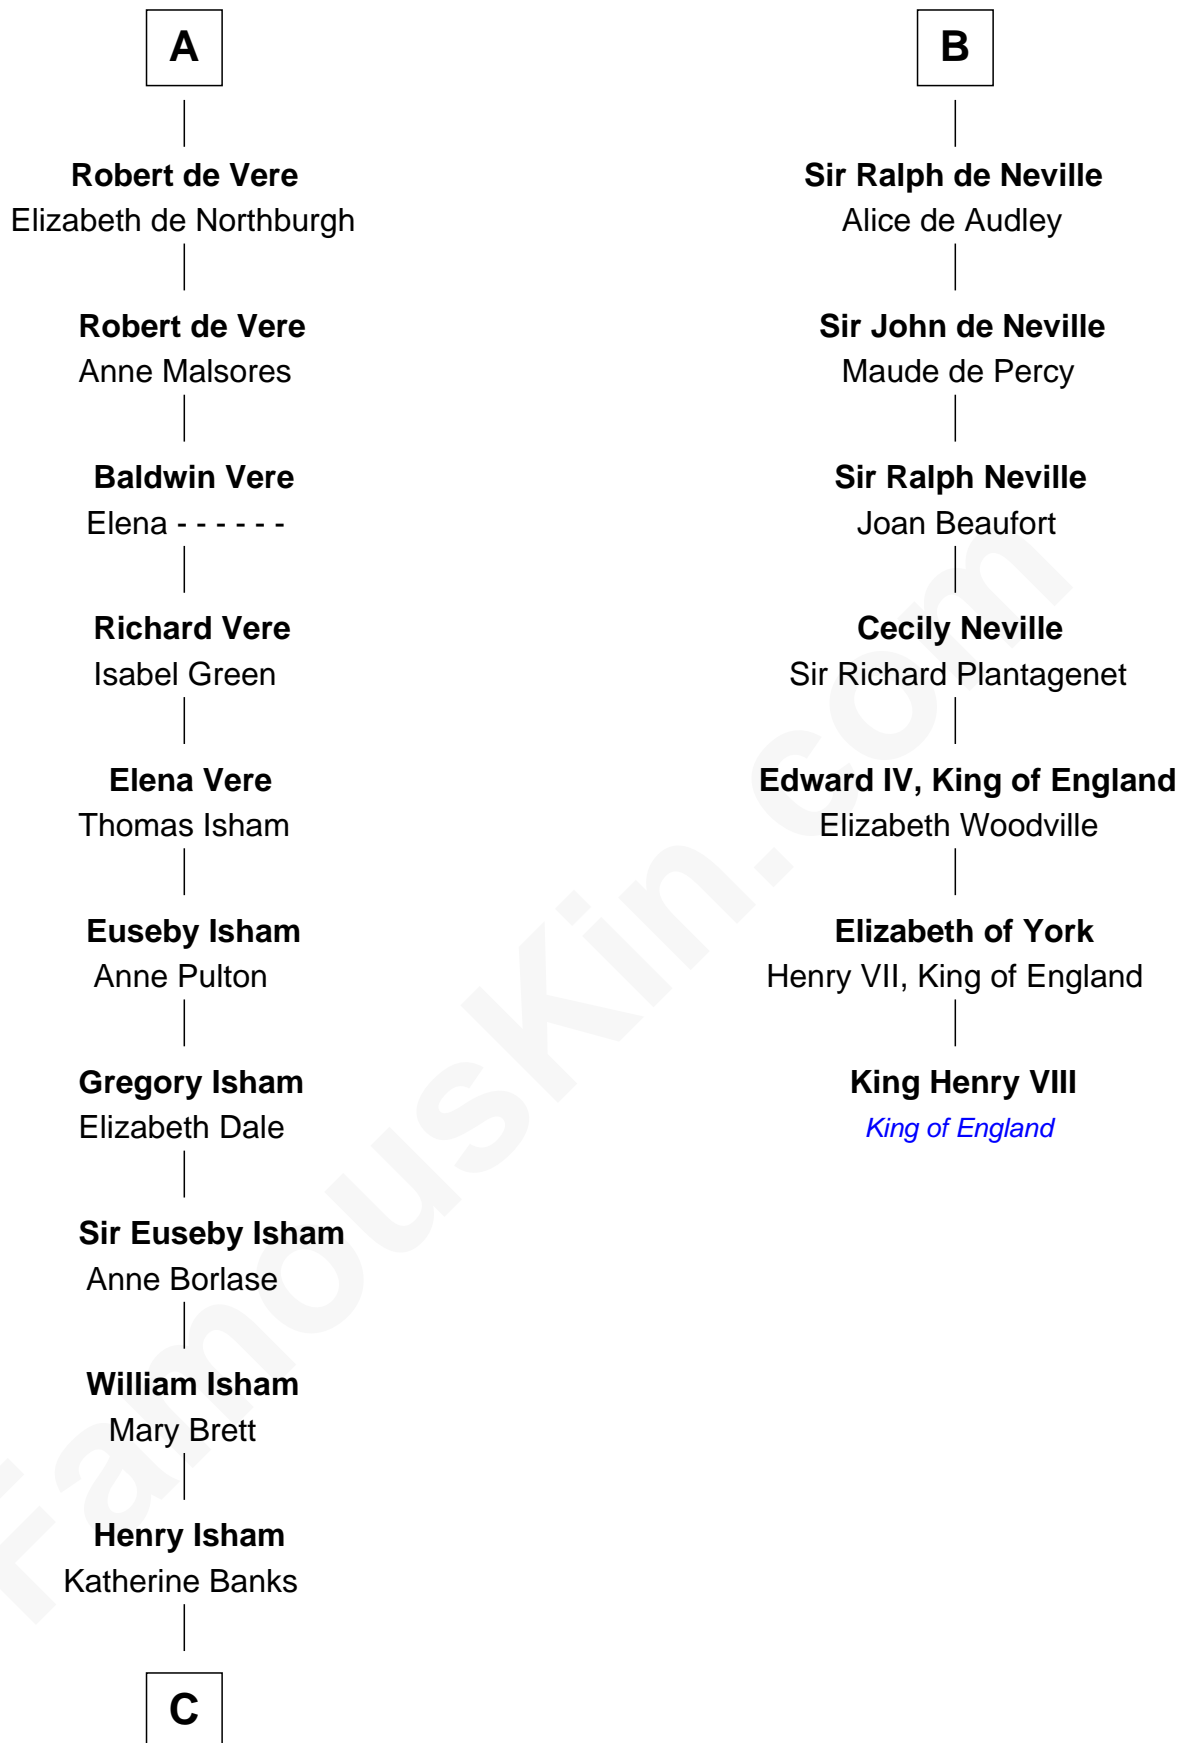 A
Robert de Vere
Elizabeth de Northburgh
Robert de Vere
Anne Malsores
Baldwin Vere
Elena - - - - - -
Richard Vere
Isabel Green
Elena Vere
Thomas Isham
Euseby Isham
Anne Pulton
Gregory Isham
Elizabeth Dale
Sir Euseby Isham
Anne Borlase
William Isham
Mary Brett
Henry Isham
Katherine Banks
C
B
Sir Ralph de Neville
Alice de Audley
Sir John de Neville
Maude de Percy
Sir Ralph Neville
Joan Beaufort
Cecily Neville
Sir Richard Plantagenet
Edward IV, King of England
Elizabeth Woodville
Elizabeth of York
Henry VII, King of England
King Henry VIII
King of England
FamousKin.com